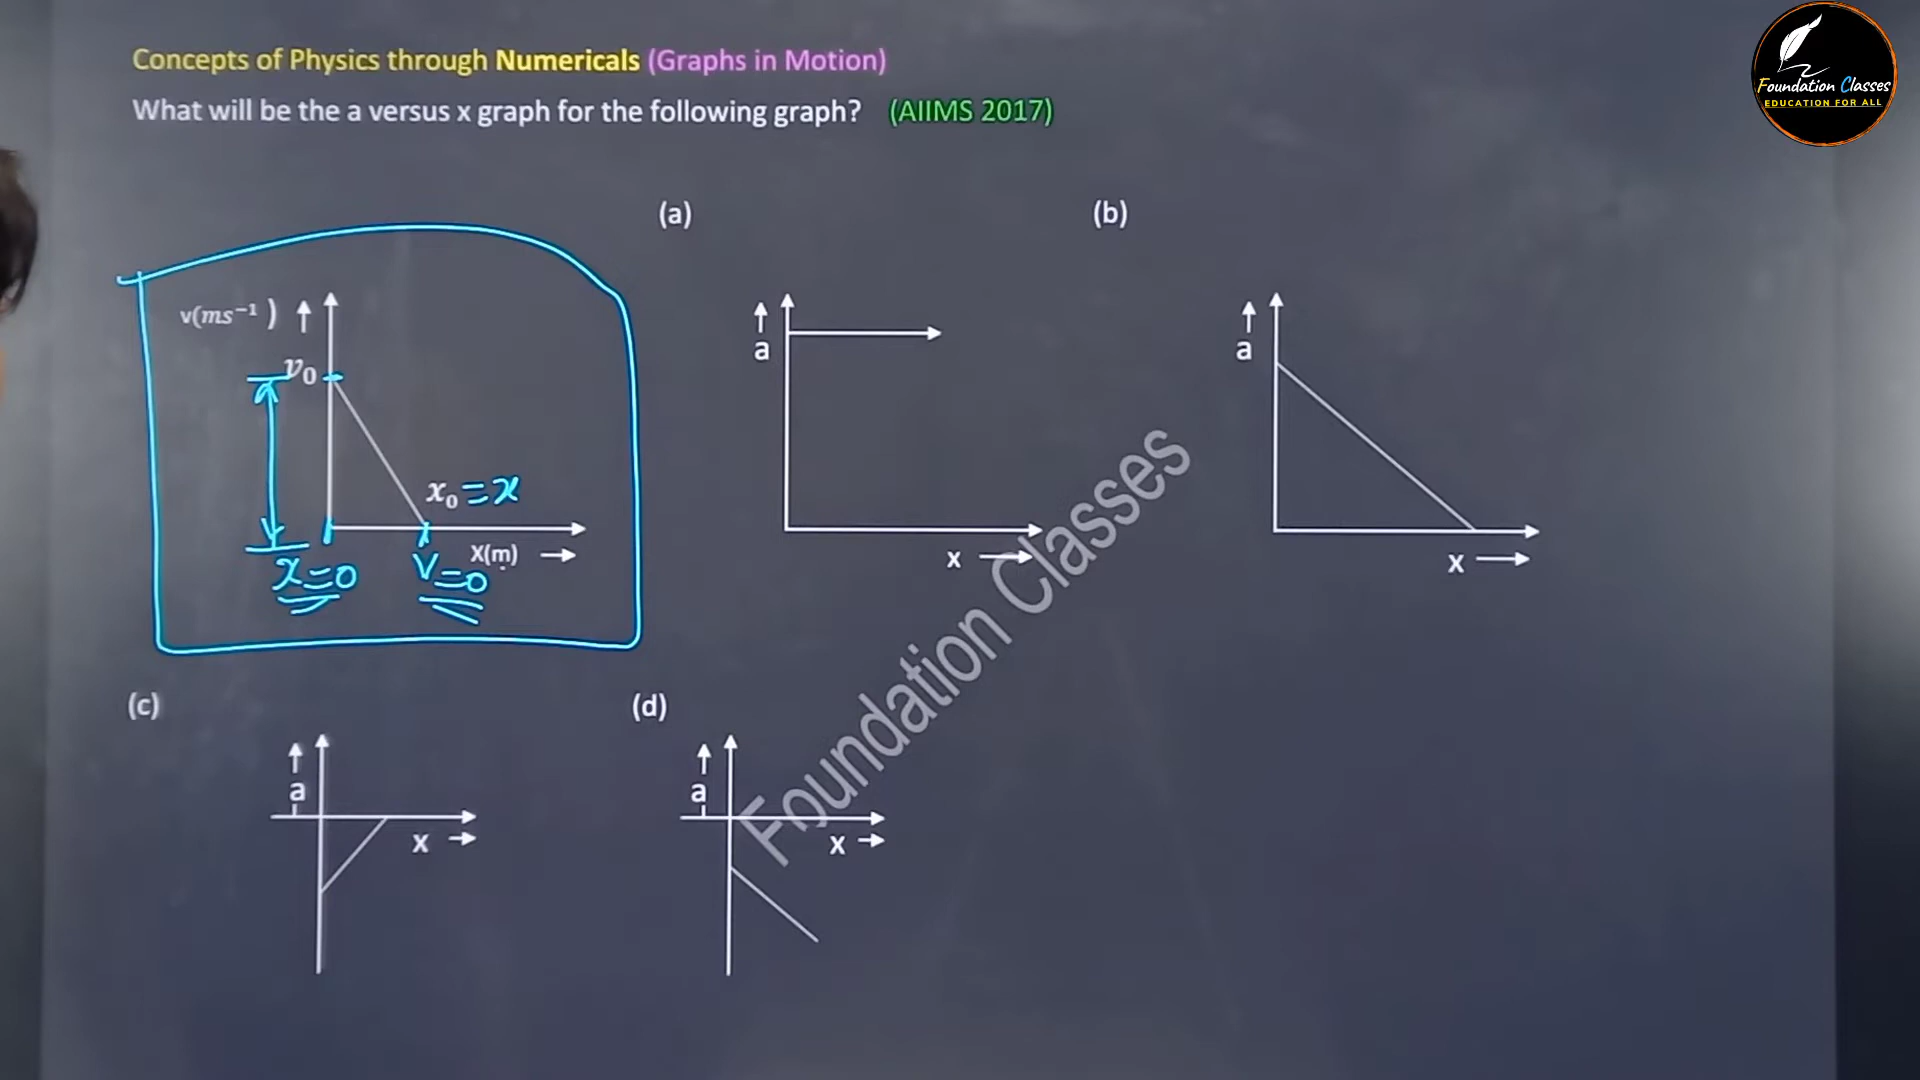 Concepts of Physics through Numericals (Graphs in Motion)
What will be the a versus x graph for the following graph? (AIIMS 2017)
Foundation Classes
EDUCATION FOR ALL
v(ms⁻¹)
v₀
x₀ = x
X(m)
x=0
v=0
(a)
a
x
(b)
a
x
(c)
a
x
(d)
a
x
Foundation Classes